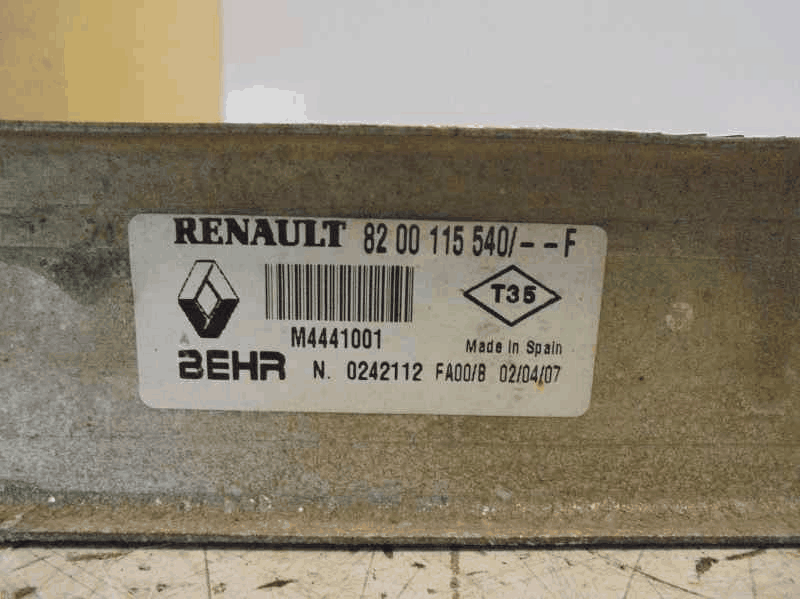 RENAULT 82 00 115 540/--F
T35
M4441001
Made in Spain
BEHR N. 0242112 FA00/B 02/04/07